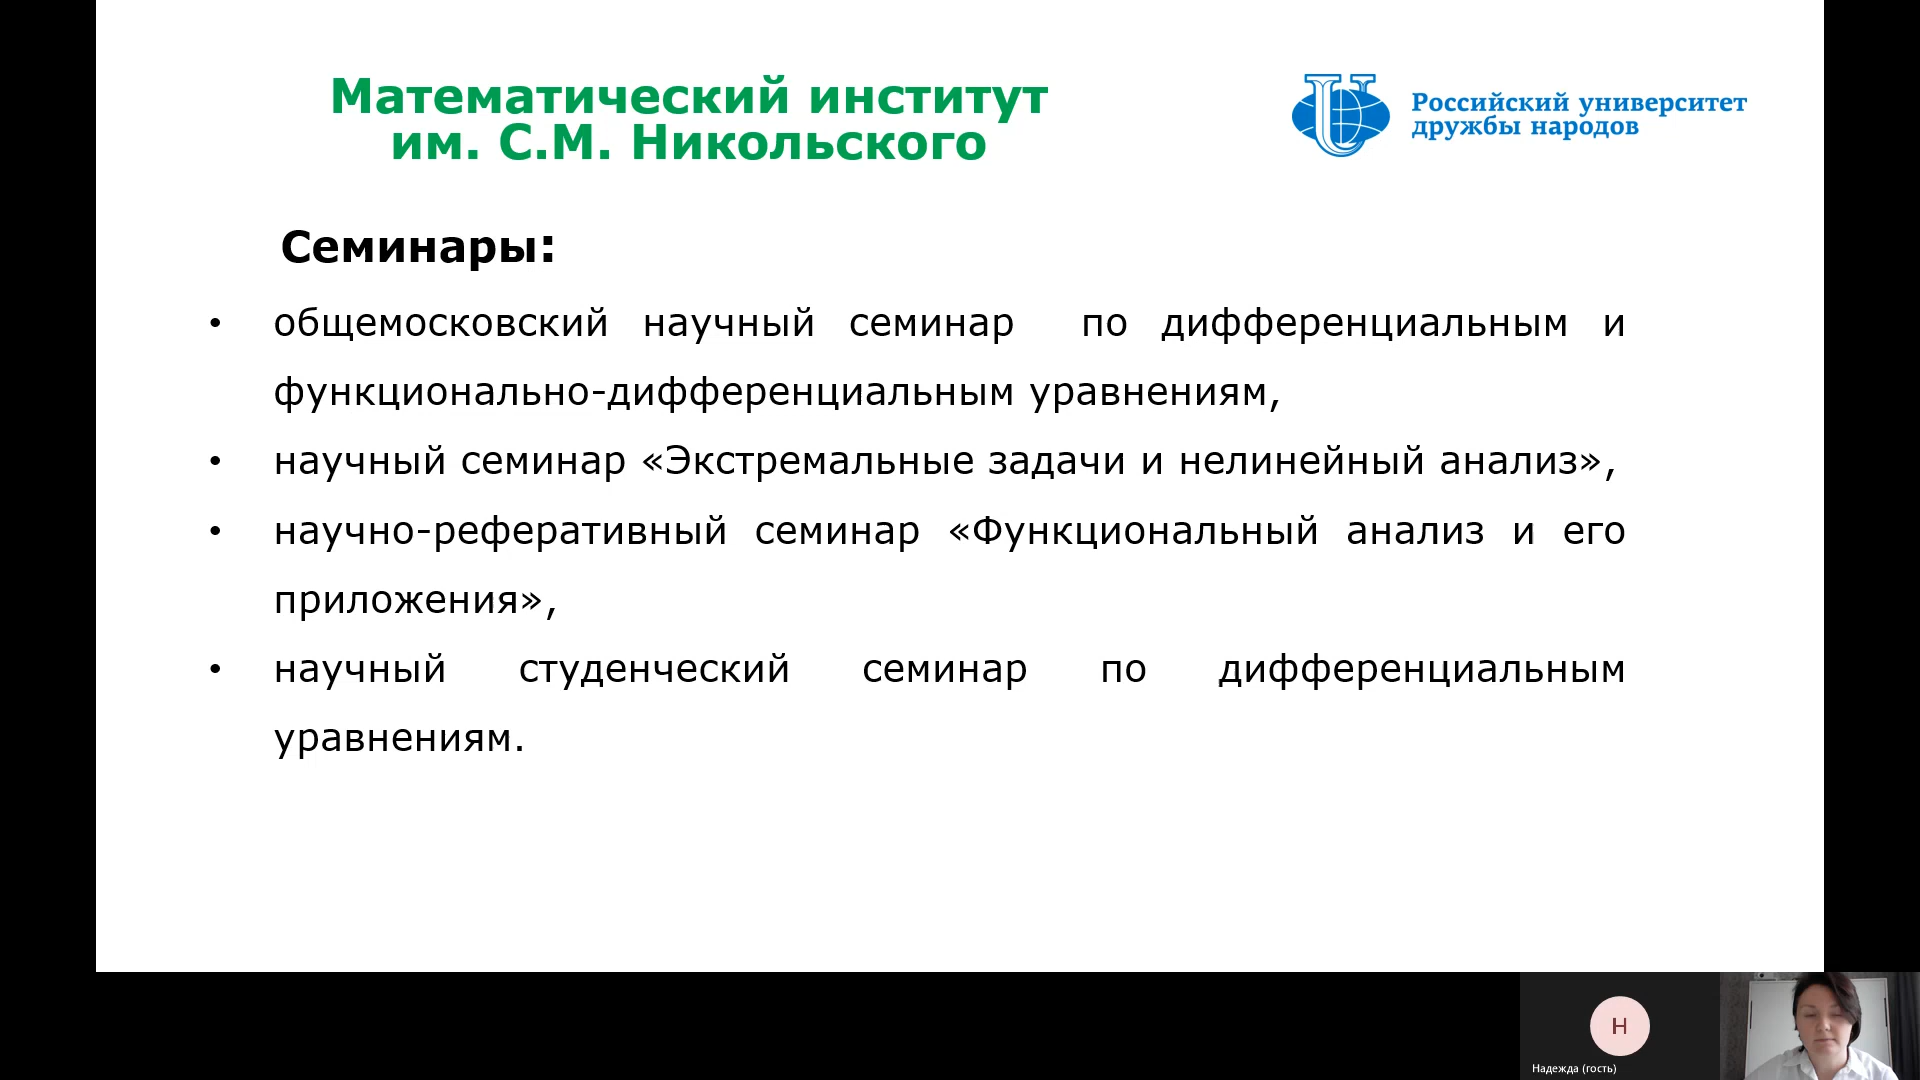 Математический институт
им. С.М. Никольского
Российский университет
дружбы народов
Семинары:
• общемосковский научный семинар по дифференциальным и
функционально-дифференциальным уравнениям,
• научный семинар «Экстремальные задачи и нелинейный анализ»,
• научно-реферативный семинар «Функциональный анализ и его
приложения»,
• научный студенческий семинар по дифференциальным
уравнениям.
Н
Надежда (гость)